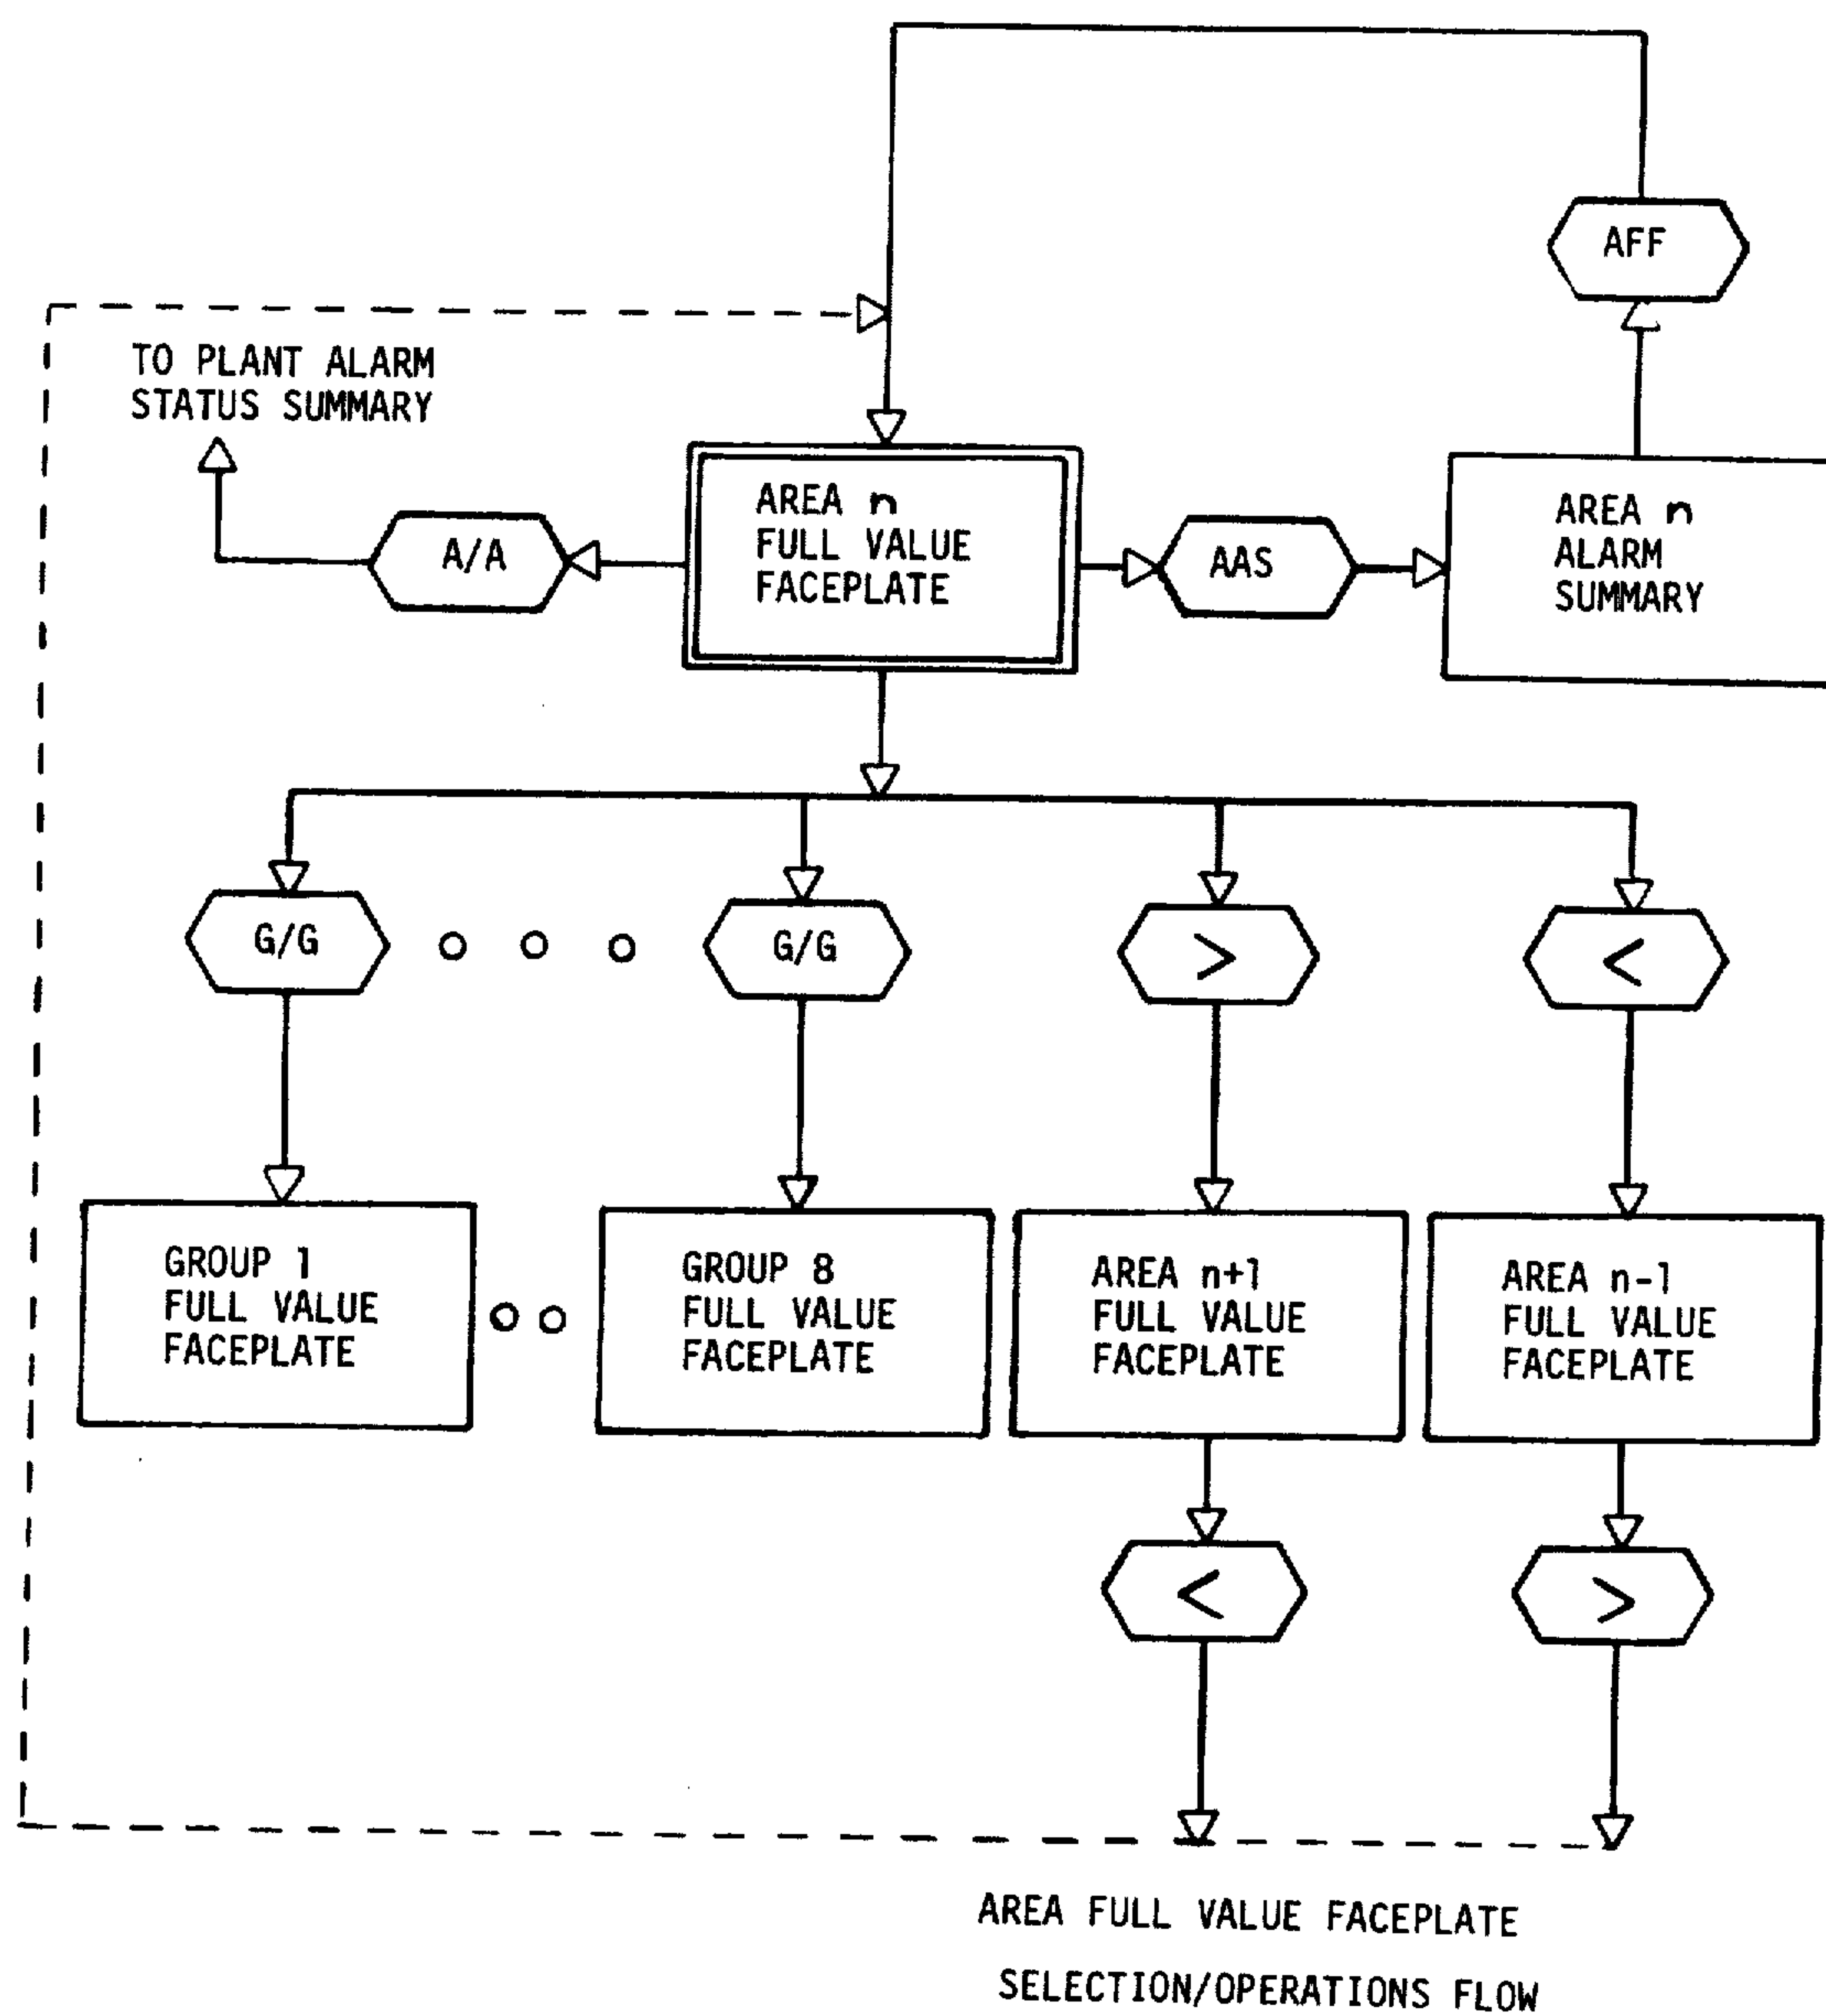 AFF
TO PLANT ALARM
STATUS SUMMARY
A/A
AREA n
FULL VALUE
FACEPLATE
AAS
AREA n
ALARM
SUMMARY
G/G
G/G
>
<
GROUP 1
FULL VALUE
FACEPLATE
GROUP 8
FULL VALUE
FACEPLATE
AREA n+1
FULL VALUE
FACEPLATE
AREA n-1
FULL VALUE
FACEPLATE
<
>
AREA FULL VALUE FACEPLATE
SELECTION/OPERATIONS FLOW